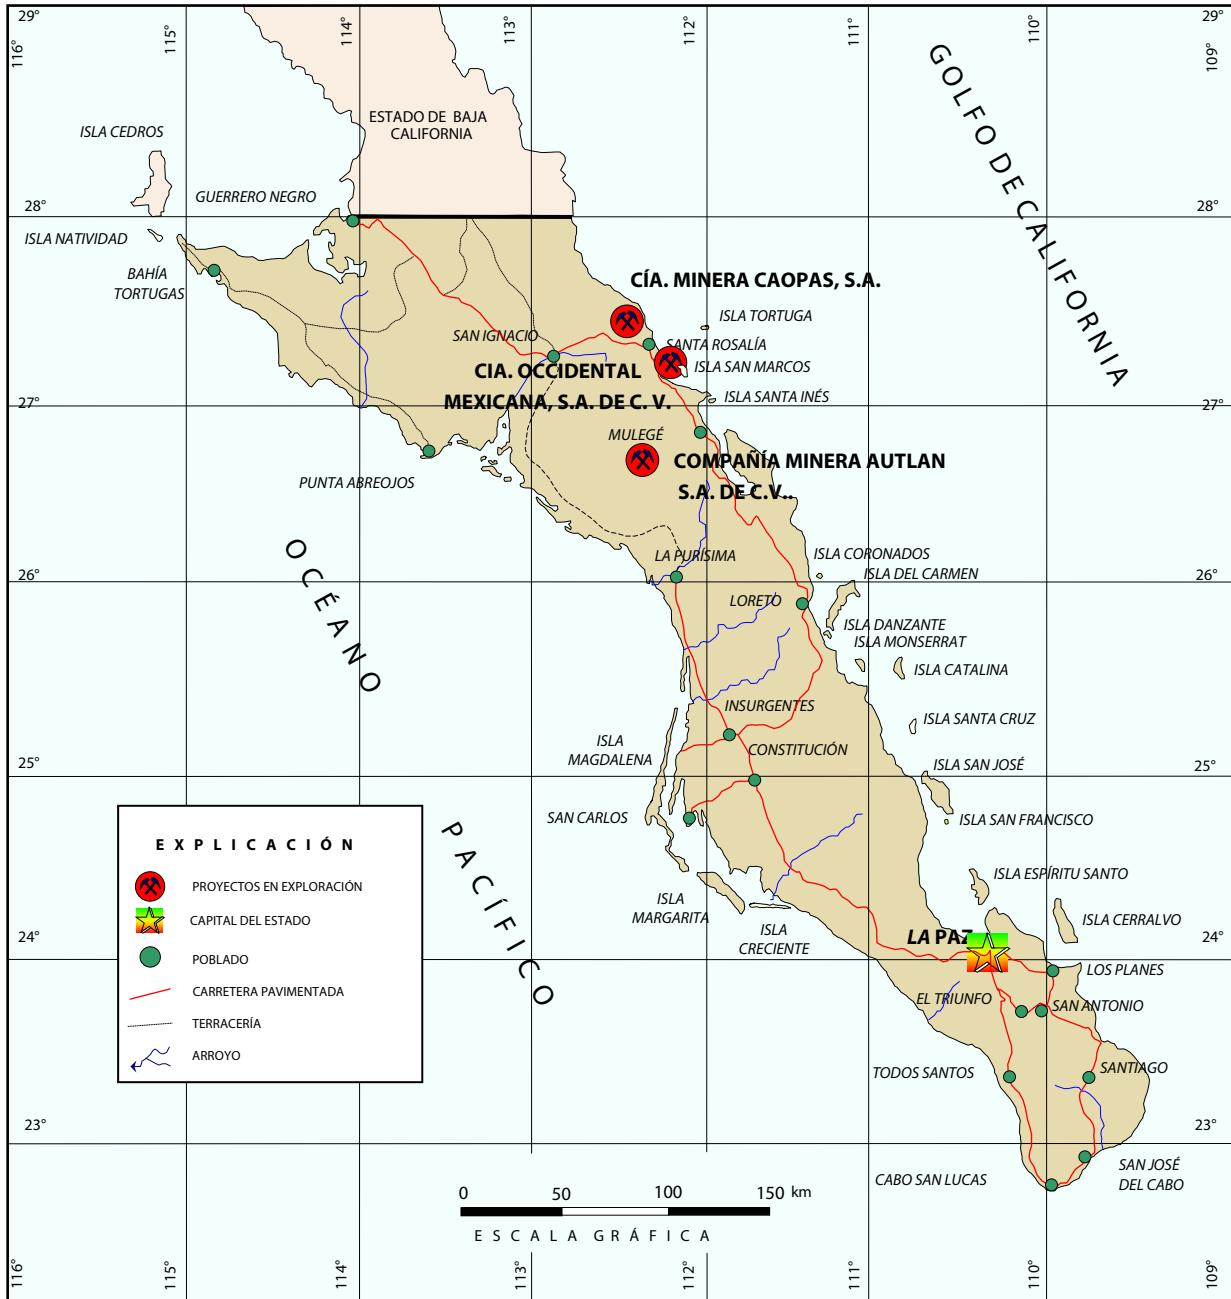 29°
116°
115°
114°
113°
112°
111°
110°
109°
29°
GOLFO DE CALIFORNIA
ESTADO DE BAJA
CALIFORNIA
ISLA CEDROS
GUERRERO NEGRO
28°
28°
ISLA NATIVIDAD
BAHÍA
TORTUGAS
CÍA. MINERA CAOPAS, S.A.
ISLA TORTUGA
SAN IGNACIO
SANTA ROSALÍA
ISLA SAN MARCOS
CIA. OCCIDENTAL
MEXICANA, S.A. DE C. V.
ISLA SANTA INÉS
27°
27°
MULEGÉ
COMPAÑÍA MINERA AUTLAN
S.A. DE C.V..
PUNTA ABREOJOS
OCÉANO
LA PURÍSIMA
ISLA CORONADOS
ISLA DEL CARMEN
26°
26°
LORETO
ISLA DANZANTE
ISLA MONSERRAT
ISLA CATALINA
INSURGENTES
ISLA SANTA CRUZ
ISLA
MAGDALENA
CONSTITUCIÓN
ISLA SAN JOSÉ
25°
25°
SAN CARLOS
ISLA SAN FRANCISCO
PACÍFICO
EXPLICACIÓN
PROYECTOS EN EXPLORACIÓN
CAPITAL DEL ESTADO
POBLADO
CARRETERA PAVIMENTADA
TERRACERÍA
ARROYO
ISLA ESPÍRITU SANTO
ISLA
MARGARITA
ISLA CERRALVO
ISLA
CRECIENTE
LA PAZ
24°
24°
LOS PLANES
EL TRIUNFO
SAN ANTONIO
TODOS SANTOS
SANTIAGO
23°
23°
CABO SAN LUCAS
SAN JOSÉ
DEL CABO
0 50 100 150 km
ESCALA GRÁFICA
116°
115°
114°
113°
112°
111°
110°
109°